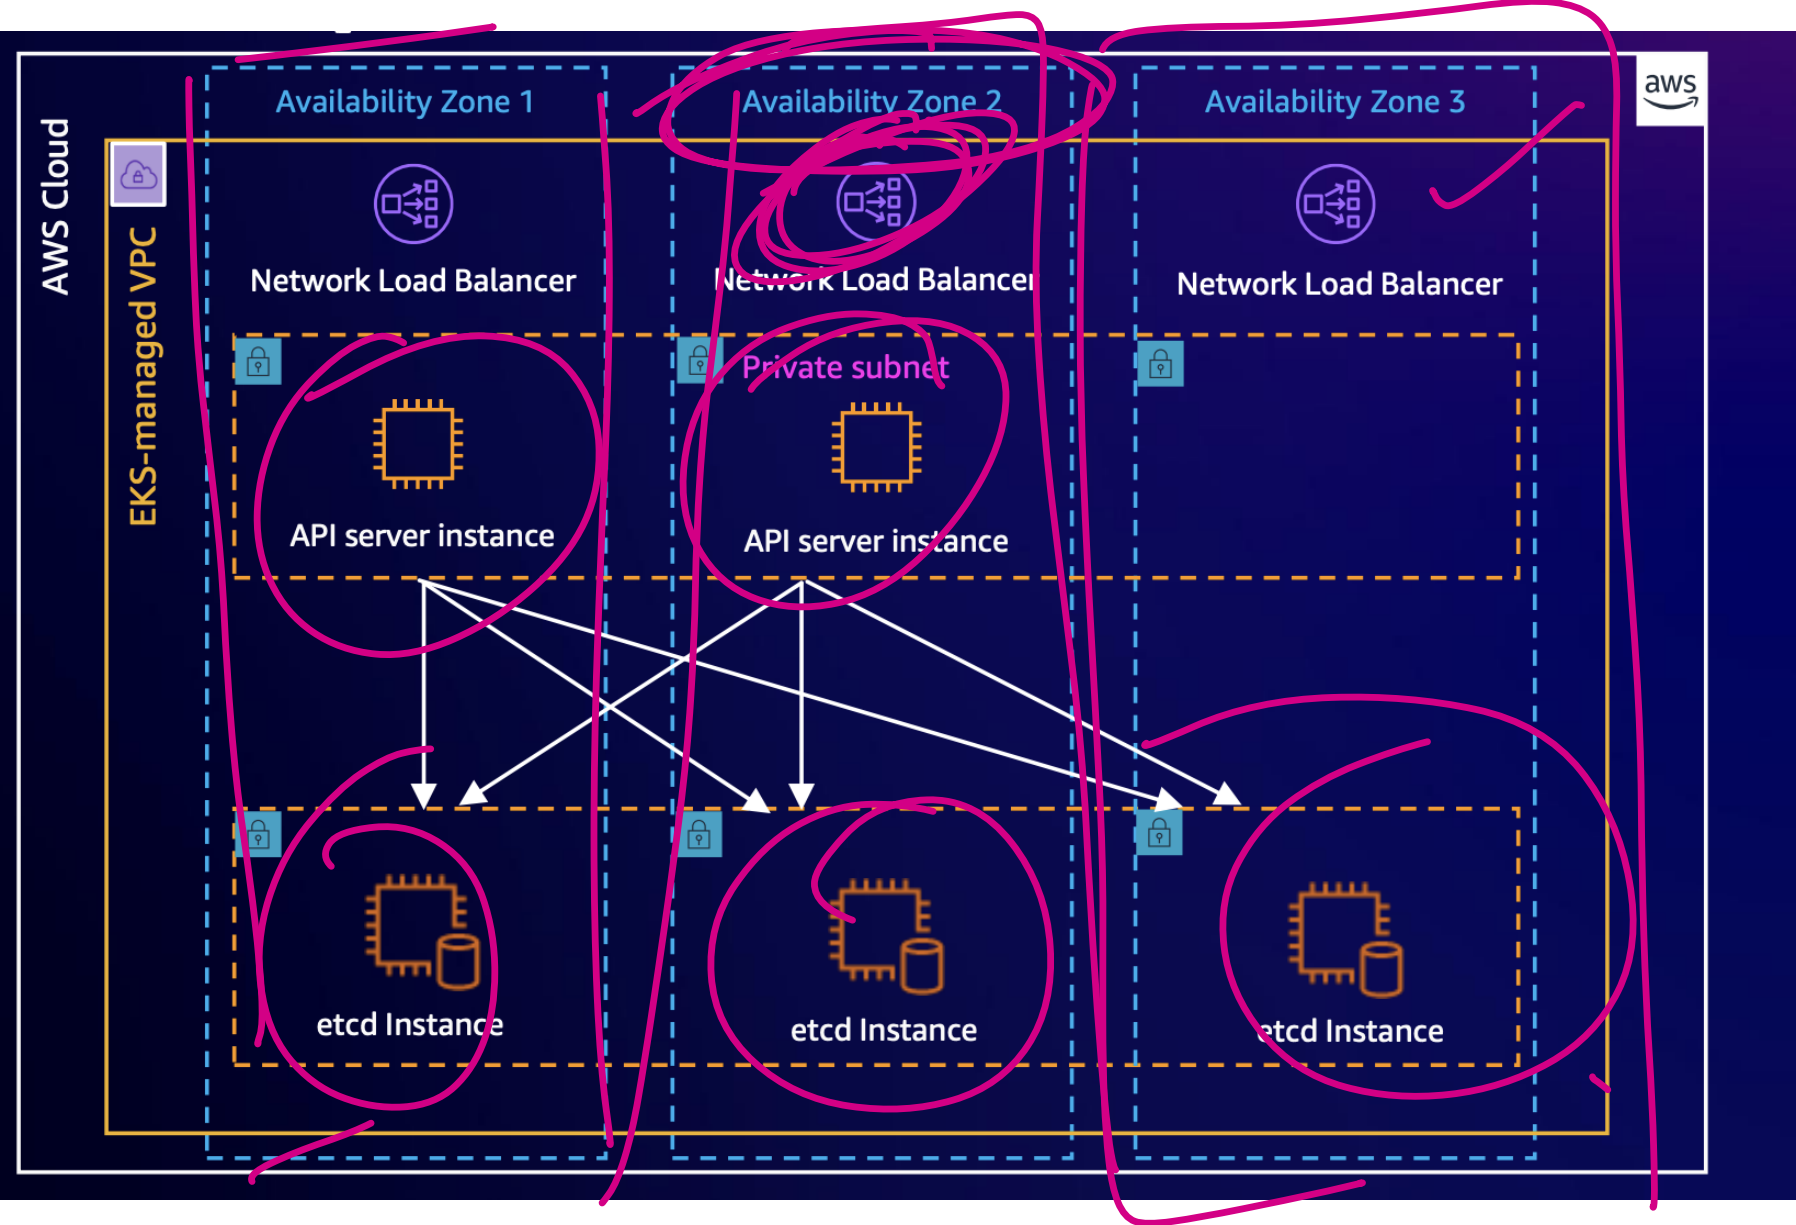 Availability Zone 1
Availability Zone 2
Availability Zone 3
aws
AWS Cloud
EKS-managed VPC
Network Load Balancer
Network Load Balancer
Network Load Balancer
Private subnet
API server instance
API server instance
etcd Instance
etcd Instance
etcd Instance